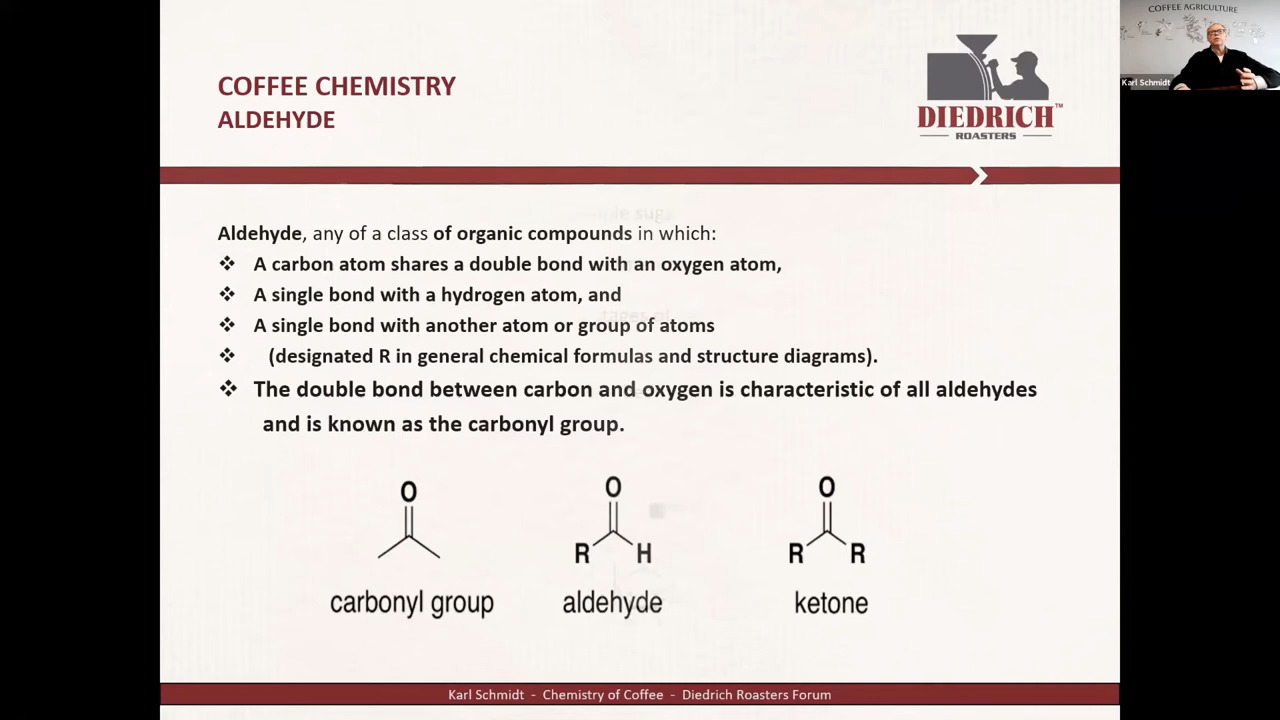 COFFEE AGRICULTURE
Karl Schmidt
COFFEE CHEMISTRY
ALDEHYDE
DIEDRICH™
ROASTERS
Aldehyde, any of a class of organic compounds in which:
❖ A carbon atom shares a double bond with an oxygen atom,
❖ A single bond with a hydrogen atom, and
❖ A single bond with another atom or group of atoms
❖ (designated R in general chemical formulas and structure diagrams).
❖ The double bond between carbon and oxygen is characteristic of all aldehydes
and is known as the carbonyl group.
O O O
R H R R
carbonyl group aldehyde ketone
Karl Schmidt - Chemistry of Coffee - Diedrich Roasters Forum